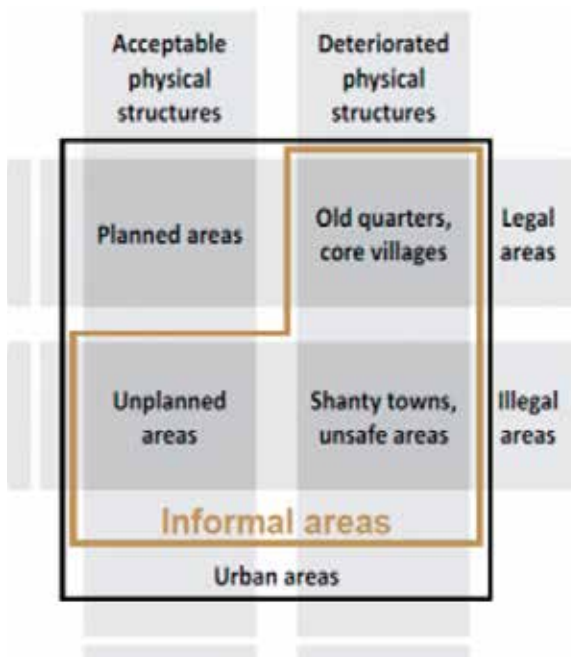 Acceptable
physical
structures
Deteriorated
physical
structures
Planned areas
Old quarters,
core villages
Legal
areas
Unplanned
areas
Shanty towns,
unsafe areas
Illegal
areas
Informal areas
Urban areas